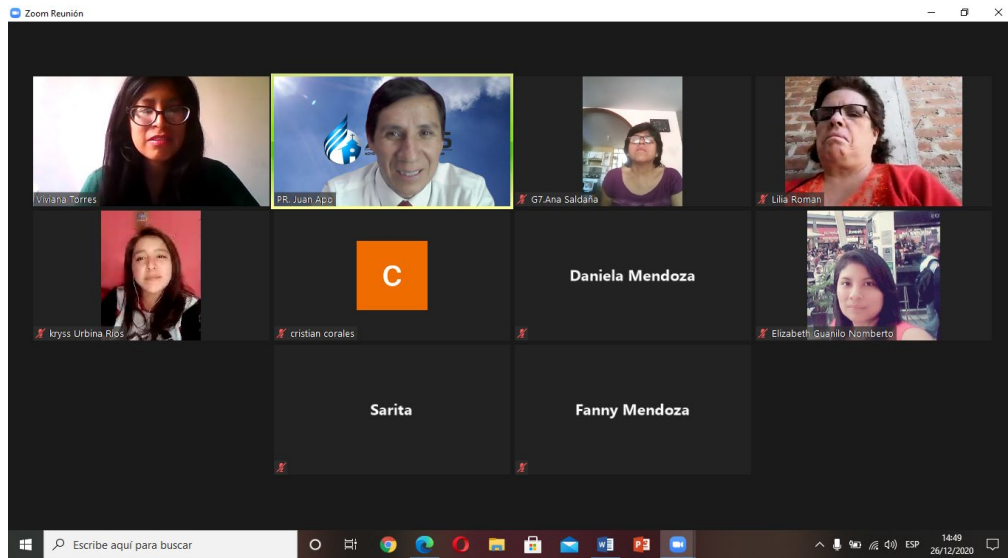 Zoom Reunión
Viviana Torres
PR. Juan Apo
G7.Ana Saldaña
Lilia Roman
kryss Urbina Rios
C
cristian corales
Daniela Mendoza
Elizabeth Guanilo Nomberto
Sarita
Fanny Mendoza
Escribe aquí para buscar
ESP
14:49
26/12/2020